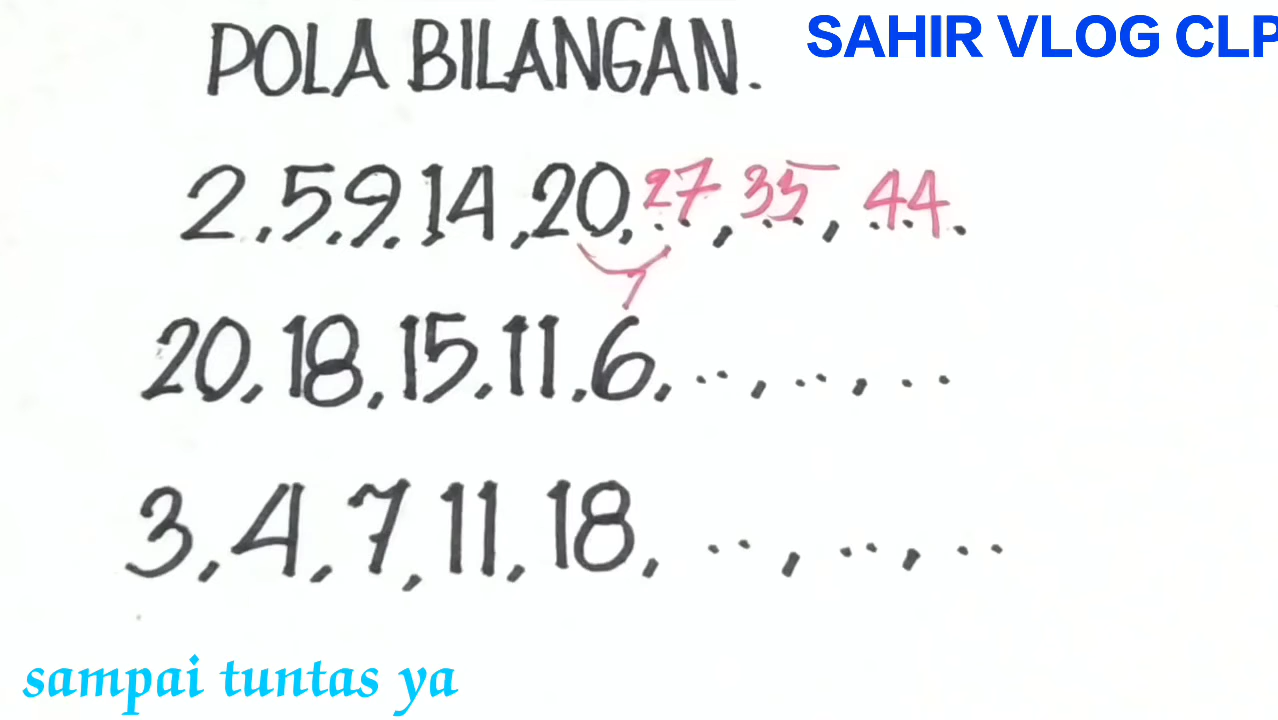 POLA BILANGAN.
SAHIR VLOG CLP
2, 5, 9, 14, 20, 27, 35, 44.
7
20, 18, 15, 11, 6, .., .., ..
3, 4, 7, 11, 18, .., .., ..
sampai tuntas ya